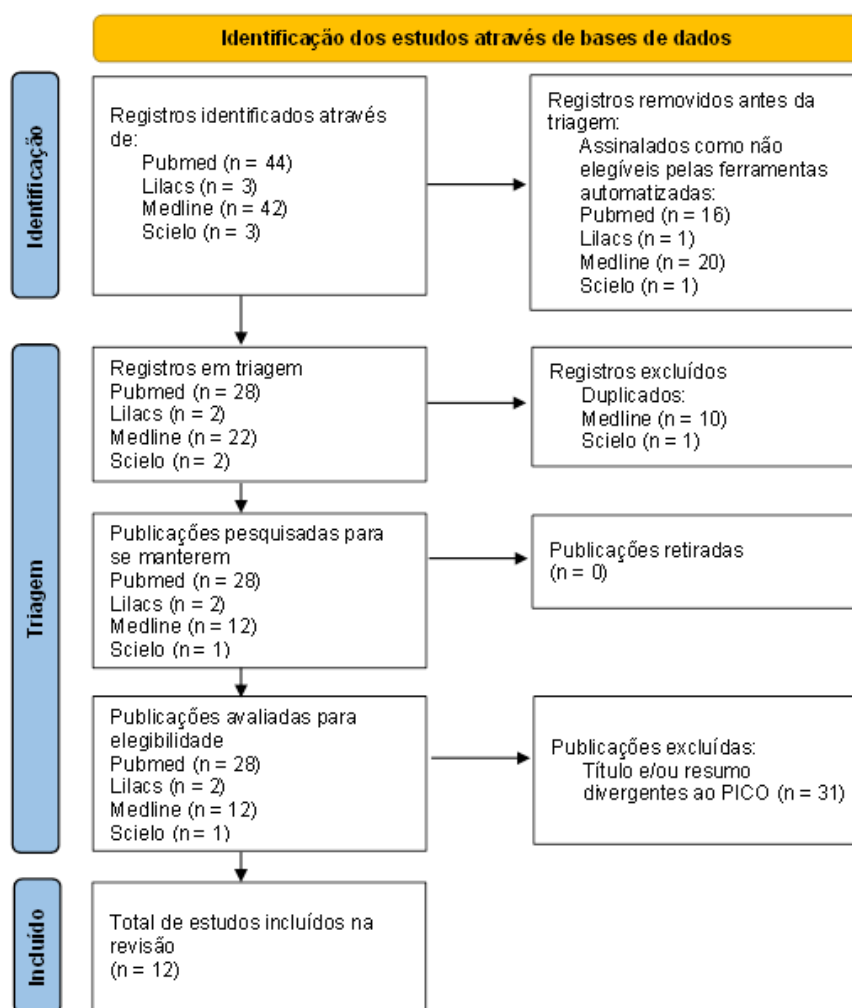 Identificação dos estudos através de bases de dados
Identificação
Registros identificados através
de:
Pubmed (n = 44)
Lilacs (n = 3)
Medline (n = 42)
Scielo (n = 3)
Registros removidos antes da
triagem:
Assinalados como não
elegíveis pelas ferramentas
automatizadas:
Pubmed (n = 16)
Lilacs (n = 1)
Medline (n = 20)
Scielo (n = 1)
Triagem
Registros em triagem
Pubmed (n = 28)
Lilacs (n = 2)
Medline (n = 22)
Scielo (n = 2)
Registros excluídos
Duplicados:
Medline (n = 10)
Scielo (n = 1)
Publicações pesquisadas para
se manterem
Pubmed (n = 28)
Lilacs (n = 2)
Medline (n = 12)
Scielo (n = 1)
Publicações retiradas
(n = 0)
Publicações avaliadas para
elegibilidade
Pubmed (n = 28)
Lilacs (n = 2)
Medline (n = 12)
Scielo (n = 1)
Publicações excluídas:
Título e/ou resumo
divergentes ao PICO (n = 31)
Incluído
Total de estudos incluídos na
revisão
(n = 12)